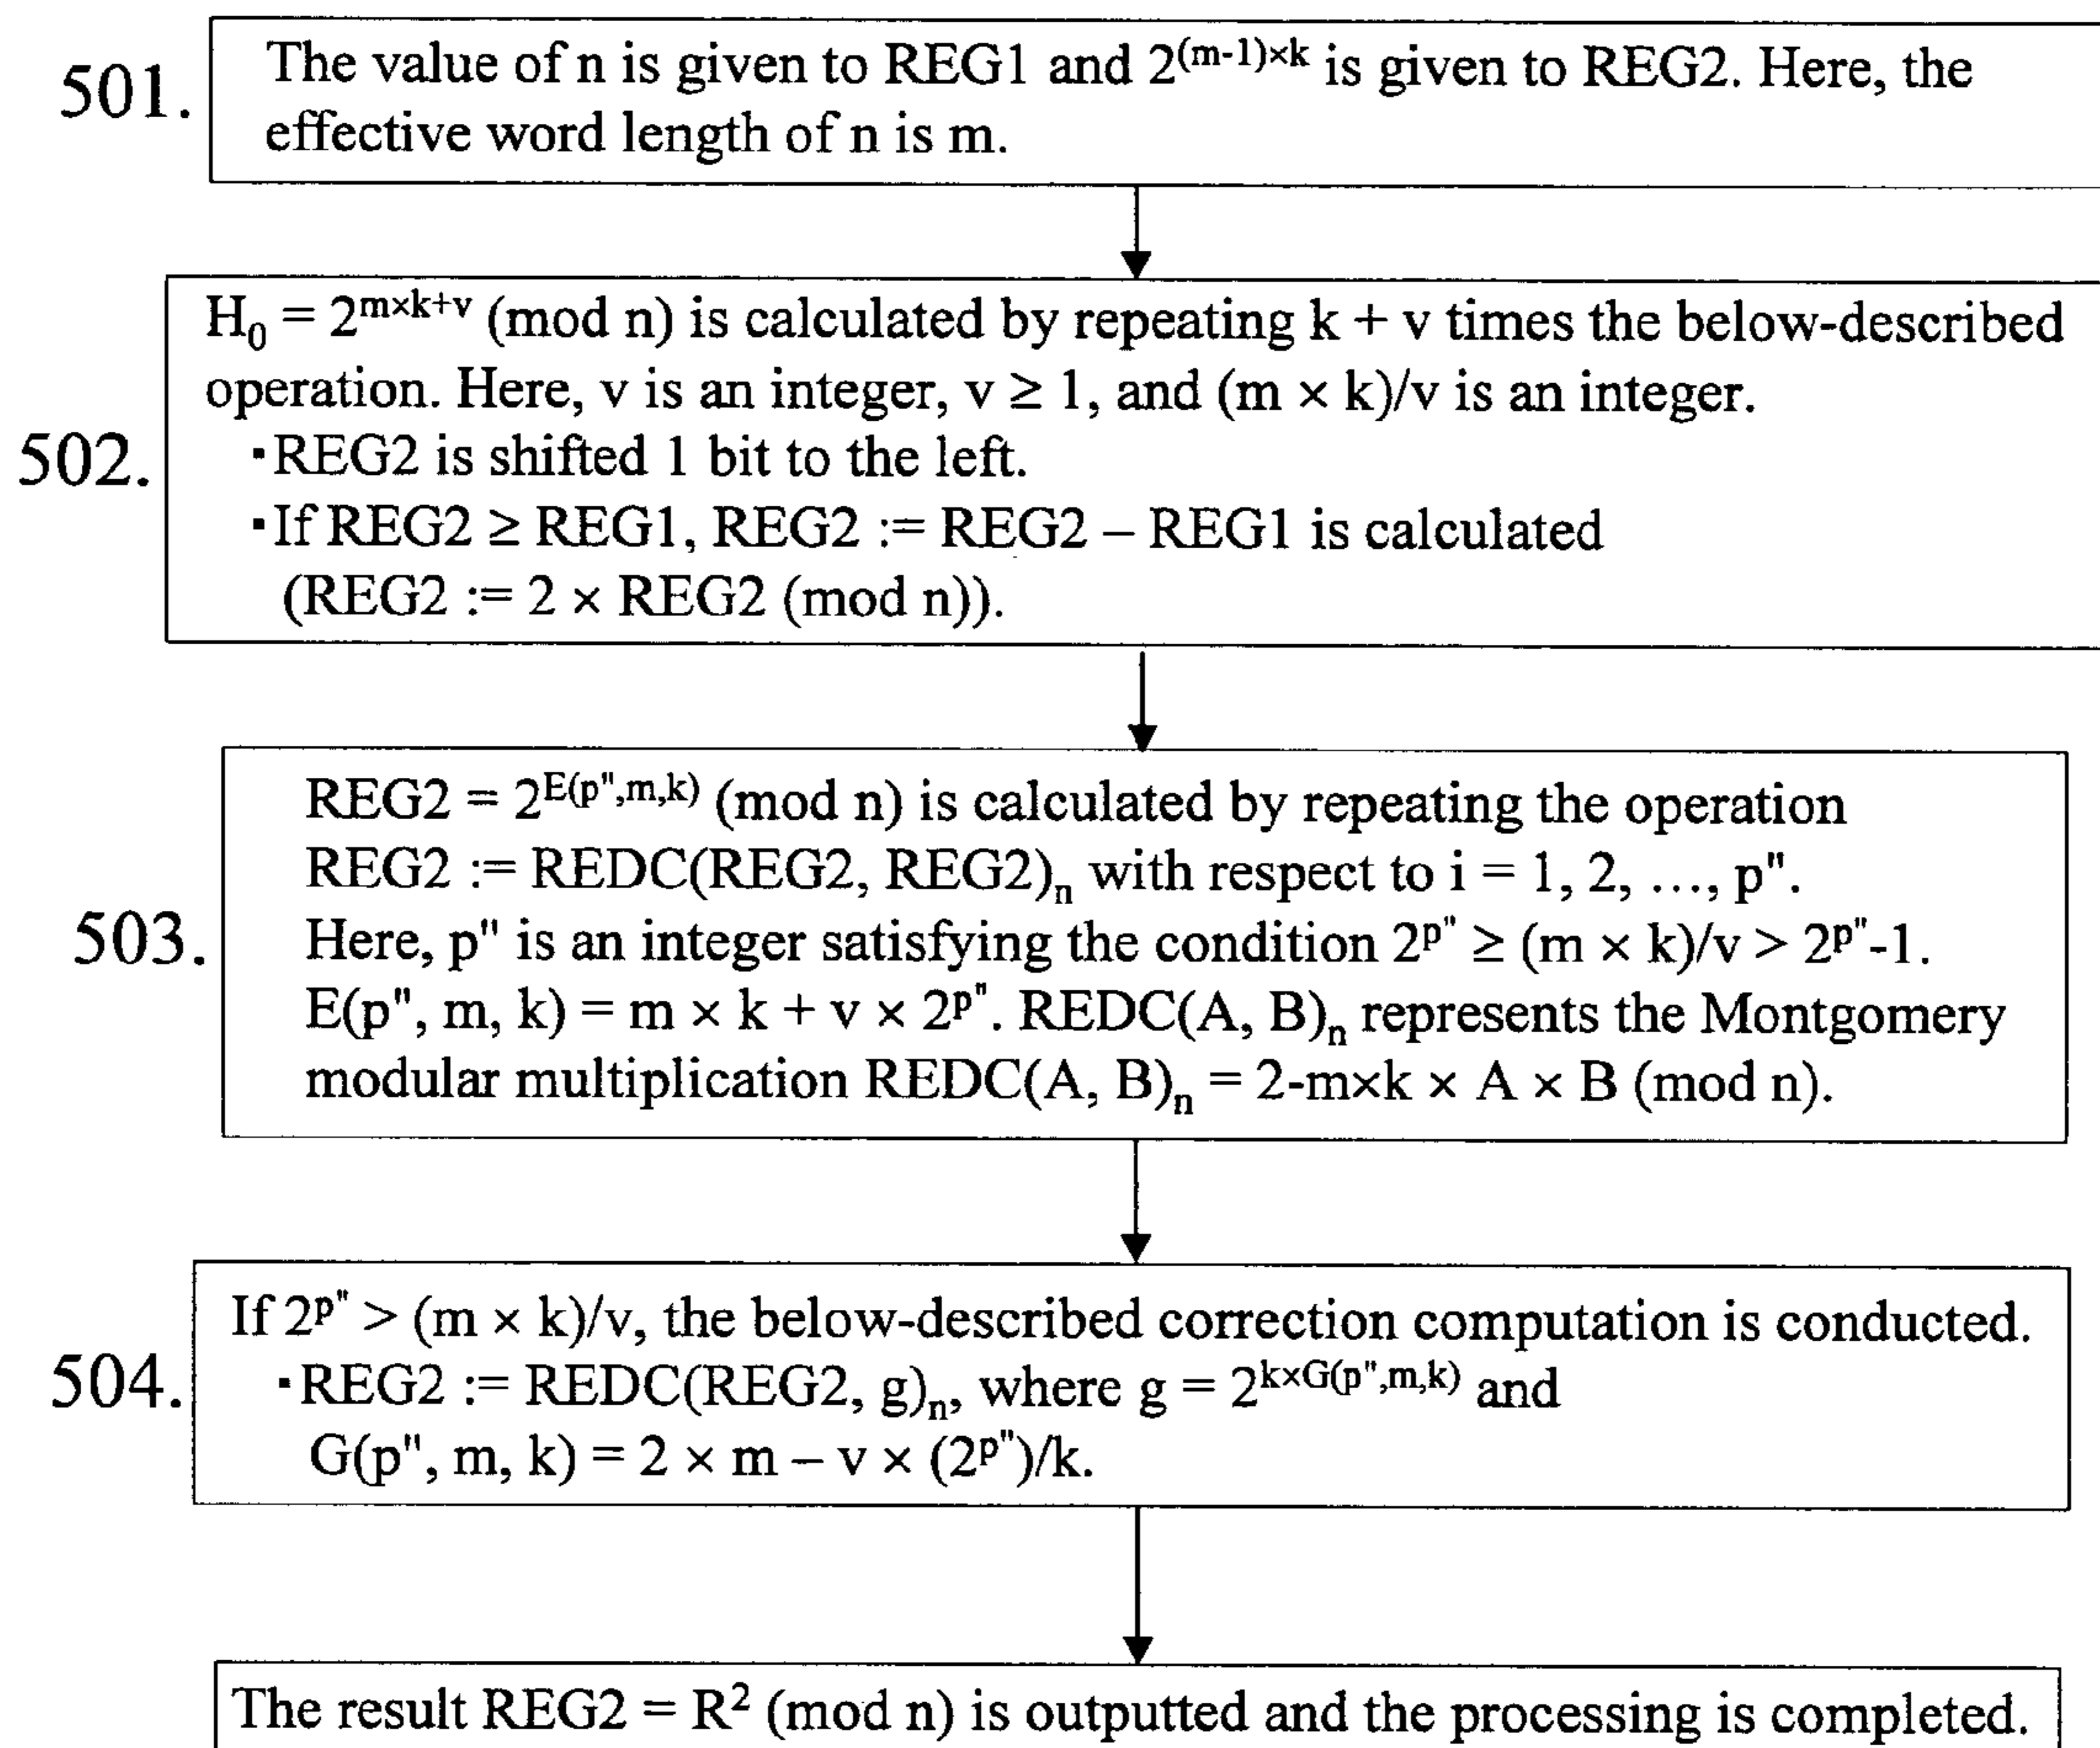 501.
The value of n is given to REG1 and 2^(m-1)×k is given to REG2. Here, the
effective word length of n is m.
502.
H₀ = 2^m×k+v (mod n) is calculated by repeating k + v times the below-described
operation. Here, v is an integer, v ≥ 1, and (m × k)/v is an integer.
▪REG2 is shifted 1 bit to the left.
▪If REG2 ≥ REG1, REG2 := REG2 – REG1 is calculated
(REG2 := 2 × REG2 (mod n)).
503.
REG2 = 2^E(p",m,k) (mod n) is calculated by repeating the operation
REG2 := REDC(REG2, REG2)ₙ with respect to i = 1, 2, ..., p".
Here, p" is an integer satisfying the condition 2^p" ≥ (m × k)/v > 2^p"-1.
E(p", m, k) = m × k + v × 2^p". REDC(A, B)ₙ represents the Montgomery
modular multiplication REDC(A, B)ₙ = 2-m×k × A × B (mod n).
504.
If 2^p" > (m × k)/v, the below-described correction computation is conducted.
▪REG2 := REDC(REG2, g)ₙ, where g = 2^k×G(p",m,k) and
G(p", m, k) = 2 × m – v × (2^p")/k.
The result REG2 = R² (mod n) is outputted and the processing is completed.